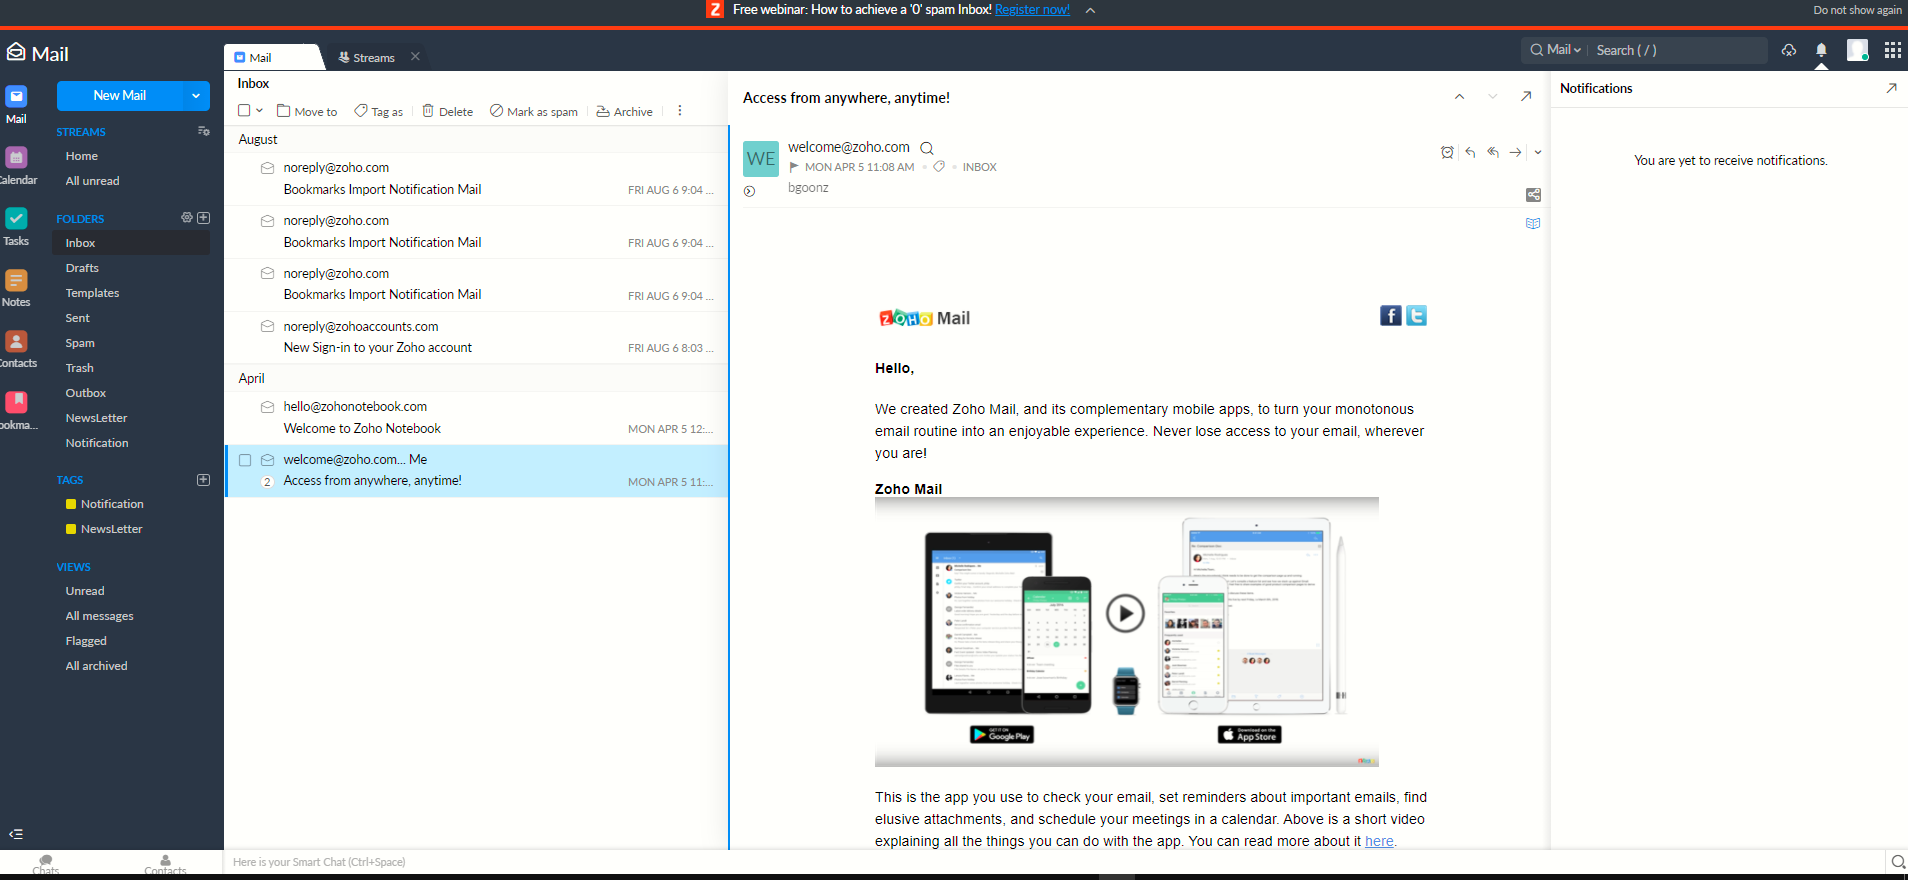 Free webinar: How to achieve a '0' spam Inbox! Register now!
Do not show again
Mail
Mail
Streams
Mail
Search ( / )
Mail
Calendar
Tasks
Notes
Contacts
New Mail
STREAMS
Home
All unread
FOLDERS
Inbox
Drafts
Templates
Sent
Spam
Trash
Outbox
NewsLetter
Notification
TAGS
Notification
NewsLetter
VIEWS
Unread
All messages
Flagged
All archived
Inbox
Move to Tag as Delete Mark as spam Archive
August
noreply@zoho.com
Bookmarks Import Notification Mail FRI AUG 6 9:04 ...
noreply@zoho.com
Bookmarks Import Notification Mail FRI AUG 6 9:04 ...
noreply@zoho.com
Bookmarks Import Notification Mail FRI AUG 6 9:04 ...
noreply@zohoaccounts.com
New Sign-in to your Zoho account FRI AUG 6 8:03 ...
April
hello@zohonotebook.com
Welcome to Zoho Notebook MON APR 5 12:...
welcome@zoho.com... Me
2 Access from anywhere, anytime! MON APR 5 11:...
Access from anywhere, anytime!
WE
welcome@zoho.com
MON APR 5 11:08 AM INBOX
bgoonz
ZOHO Mail
Hello,
We created Zoho Mail, and its complementary mobile apps, to turn your monotonous
email routine into an enjoyable experience. Never lose access to your email, wherever
you are!
Zoho Mail
GET IT ON
Google Play
Download on the
App Store
This is the app you use to check your email, set reminders about important emails, find
elusive attachments, and schedule your meetings in a calendar. Above is a short video
explaining all the things you can do with the app. You can read more about it here.
Notifications
You are yet to receive notifications.
Chats
Contacts
Here is your Smart Chat (Ctrl+Space)